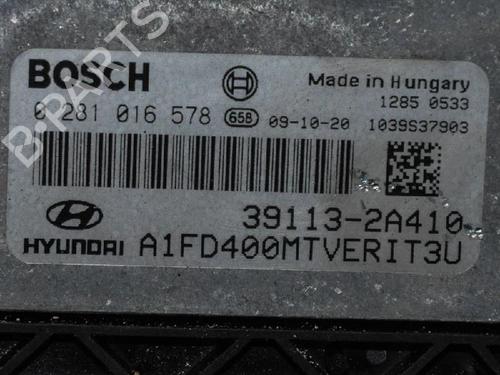 B-PARTS
BOSCH
Made in Hungary
1285 0533
0 281 016 578 658 09-10-20 1039S37903
39113-2A410
HYUNDAI A1FD400MTVERIT3U